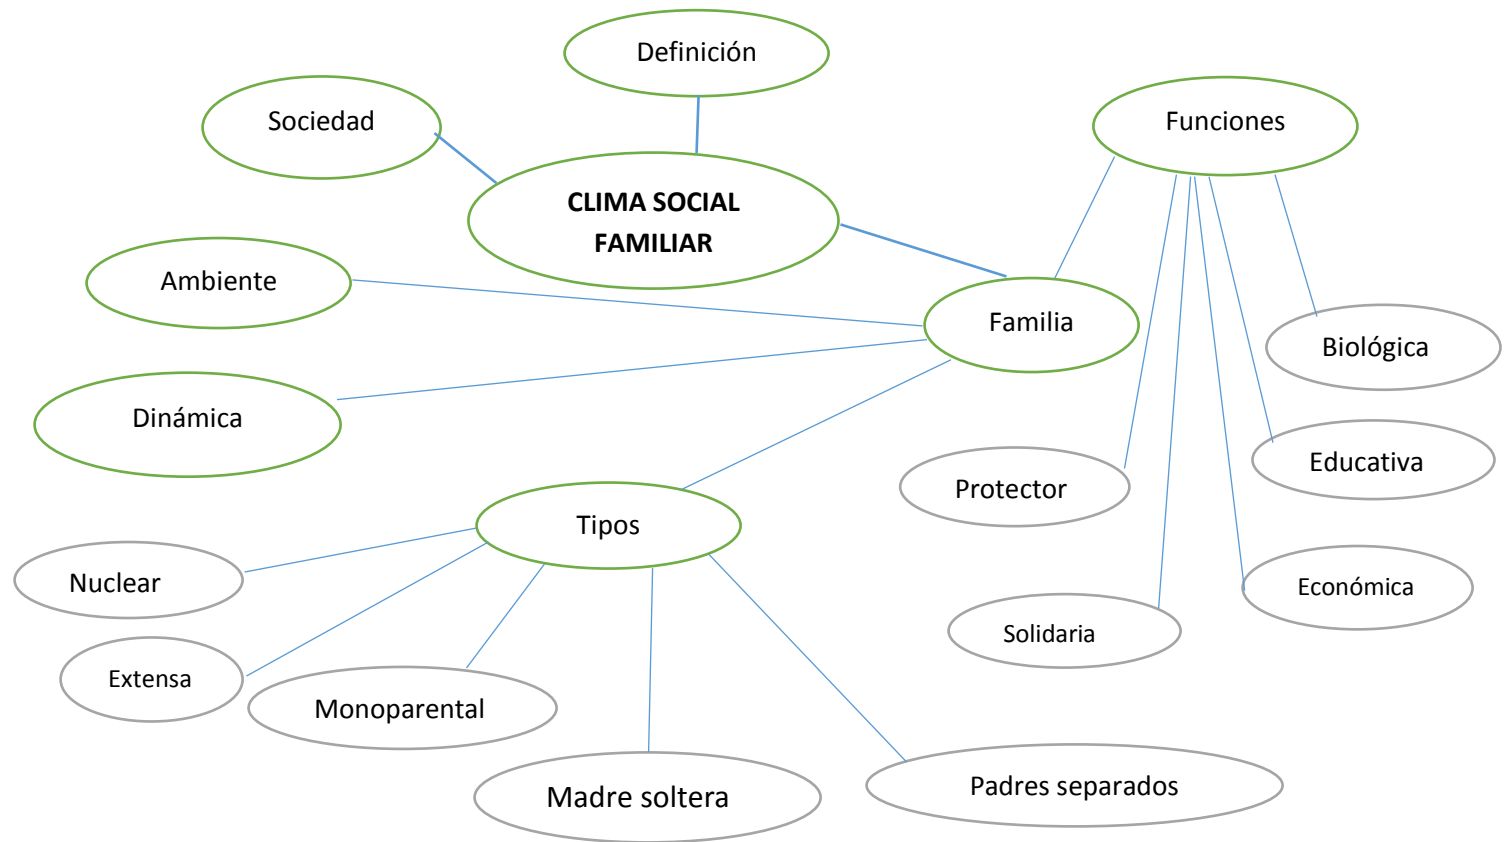 Definición
Sociedad
Funciones
CLIMA SOCIAL
FAMILIAR
Ambiente
Familia
Biológica
Dinámica
Educativa
Protector
Tipos
Nuclear
Económica
Solidaria
Extensa
Monoparental
Madre soltera
Padres separados